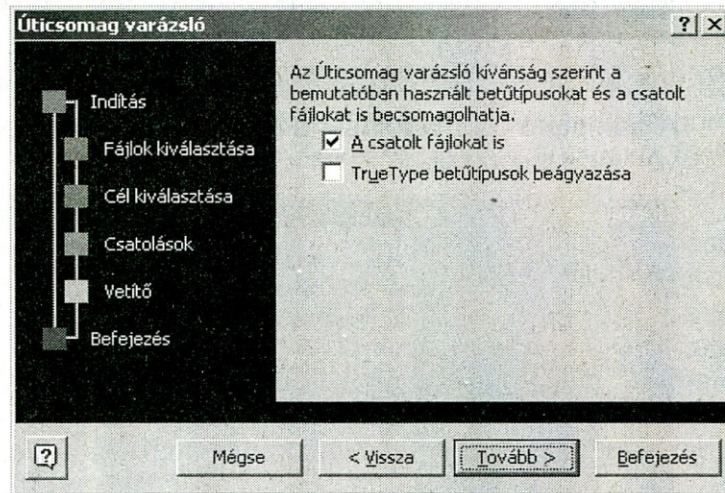 Úticsomag varázsló
Indítás
Fájlok kiválasztása
Cél kiválasztása
Csatolások
Vetítő
Befejezés
Az Úticsomag varázsló kívánság szerint a
bemutatóban használt betűtípusokat és a csatolt
fájlokat is becsomagolhatja.
A csatolt fájlokat is
TrueType betűtípusok beágyazása
Mégse
< Vissza
Tovább >
Befejezés